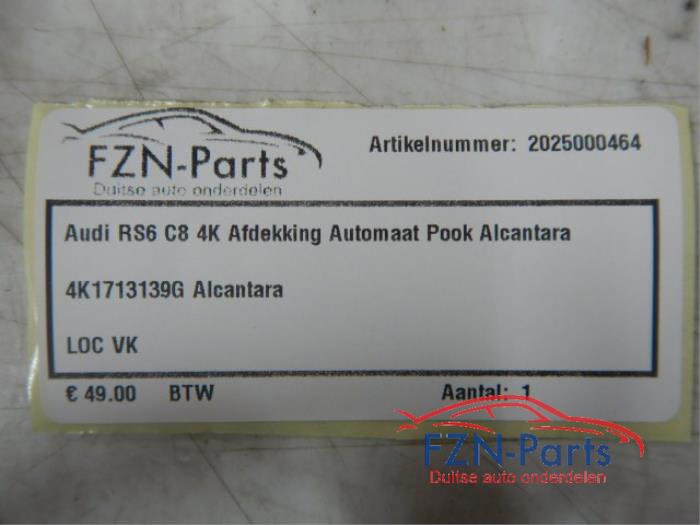 FZN-Parts
Duitse auto onderdelen
Artikelnummer: 2025000464
Audi RS6 C8 4K Afdekking Automaat Pook Alcantara
4K1713139G Alcantara
LOC VK
€ 49.00 BTW Aantal: 1
FZN-Parts
Duitse auto onderdelen